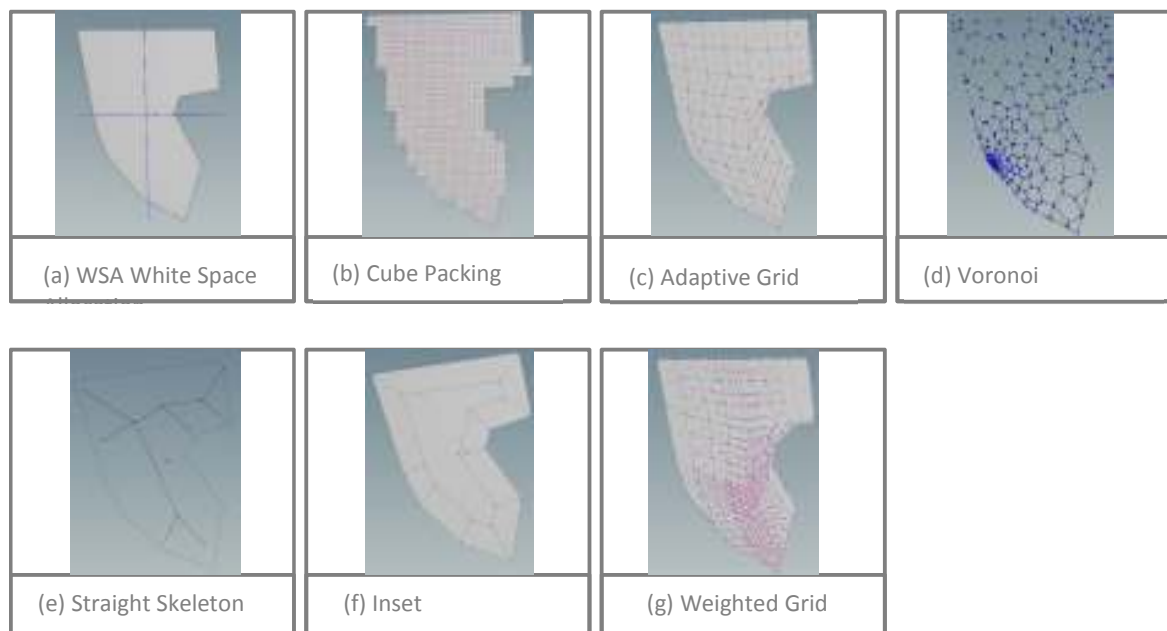 (a) WSA White Space
(b) Cube Packing
(c) Adaptive Grid
(d) Voronoi
(e) Straight Skeleton
(f) Inset
(g) Weighted Grid